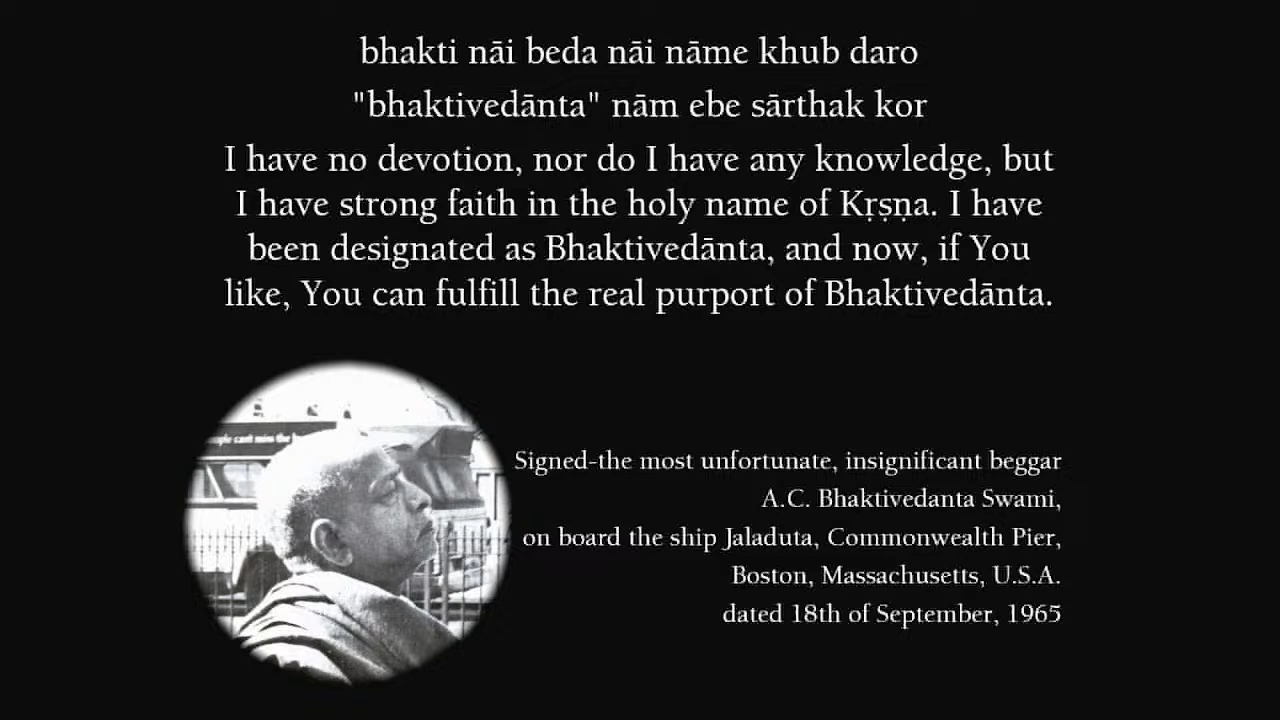 bhakti nāi beda nāi nāme khub daro
"bhaktivedānta" nām ebe sārthak kor
I have no devotion, nor do I have any knowledge, but
I have strong faith in the holy name of Kṛṣṇa. I have
been designated as Bhaktivedānta, and now, if You
like, You can fulfill the real purport of Bhaktivedānta.
can't miss the
Signed-the most unfortunate, insignificant beggar
A.C. Bhaktivedanta Swami,
on board the ship Jaladuta, Commonwealth Pier,
Boston, Massachusetts, U.S.A.
dated 18th of September, 1965